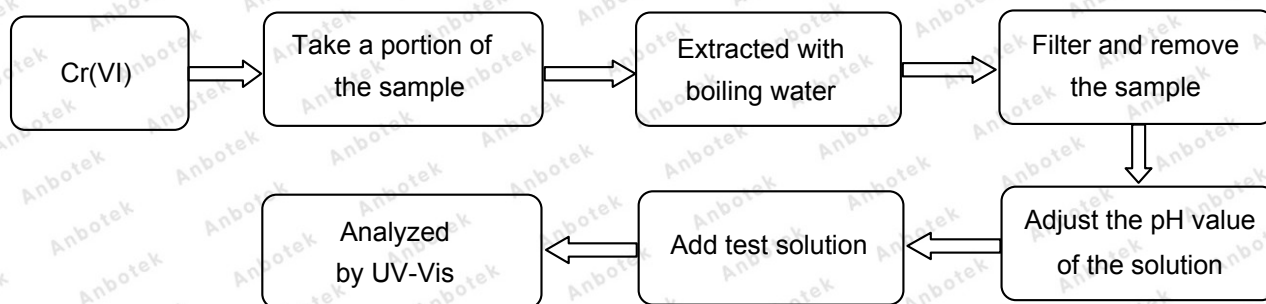 Cr(VI)
Take a portion of
the sample
Extracted with
boiling water
Filter and remove
the sample
Adjust the pH value
of the solution
Add test solution
Analyzed
by UV-Vis
Anbotek